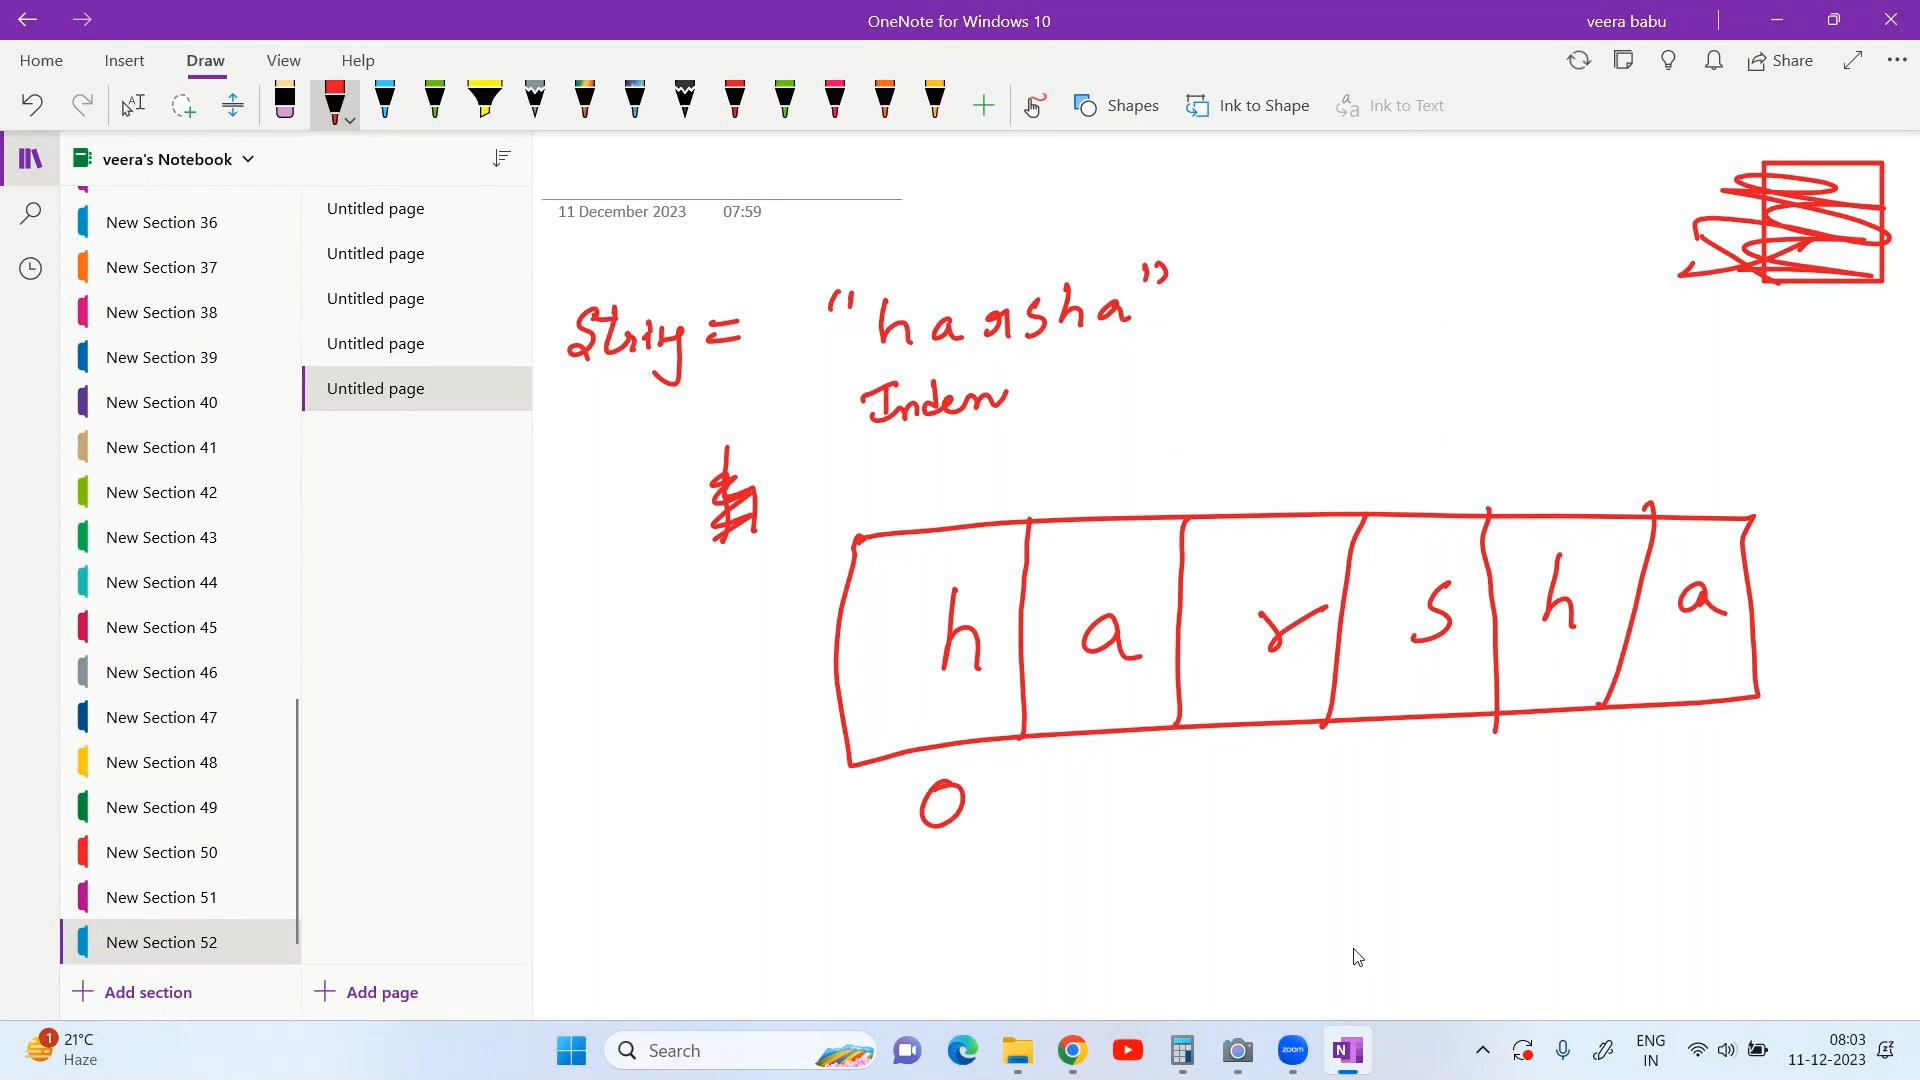 OneNote for Windows 10
veera babu
Home Insert Draw View Help
Share
Shapes Ink to Shape Ink to Text
veera's Notebook
New Section 36
New Section 37
New Section 38
New Section 39
New Section 40
New Section 41
New Section 42
New Section 43
New Section 44
New Section 45
New Section 46
New Section 47
New Section 48
New Section 49
New Section 50
New Section 51
New Section 52
Add section
Untitled page
Untitled page
Untitled page
Untitled page
Untitled page
Add page
11 December 2023 07:59
String = "harsha"
Index
h a r s h a
0
1
21°C
Haze
Search
zoom
N
ENG
IN
08:03
11-12-2023